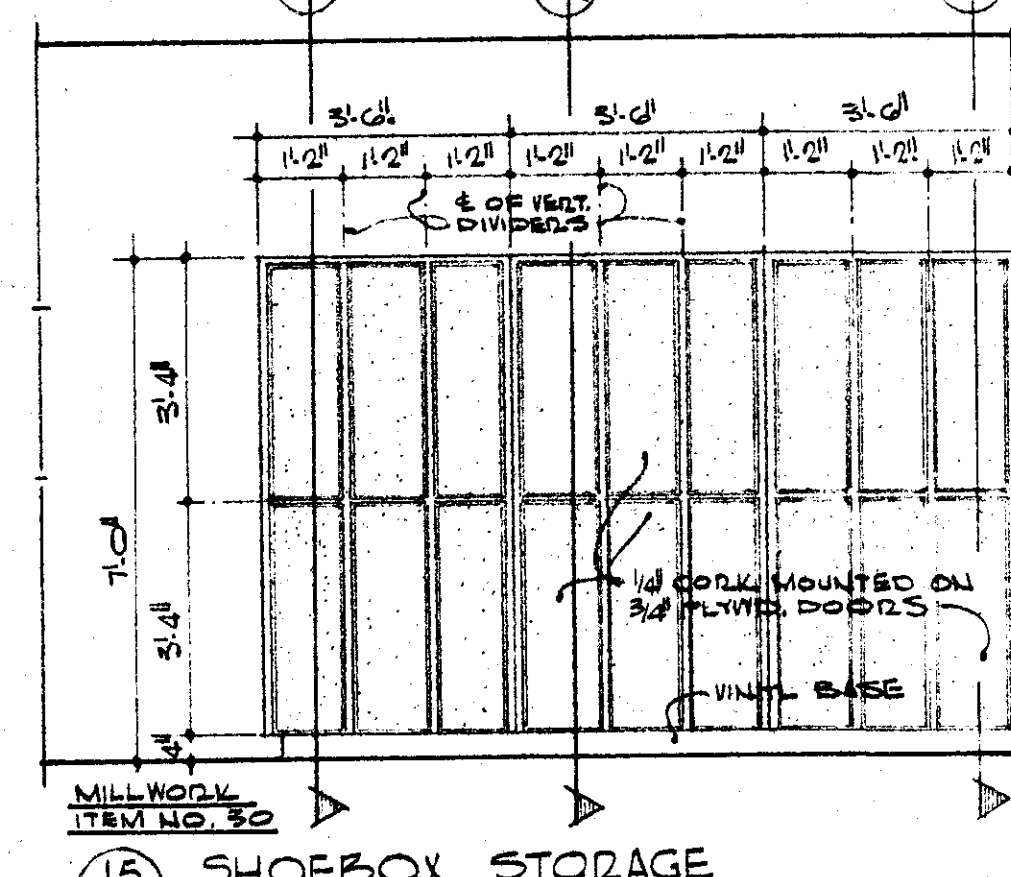 3'-6" 3'-6" 3'-6"
1'-2" 1'-2" 1'-2" 1'-2" 1'-2" 1'-2" 1'-2" 1'-2" 1'-2"
℄ OF VERT.
DIVIDERS
3'-4"
7'-0"
3'-4"
4"
1/4" CORK MOUNTED ON
3/4" PLYWD. DOORS
VINYL BASE
MILLWORK
ITEM NO. 30
15 SHOEBOX STORAGE